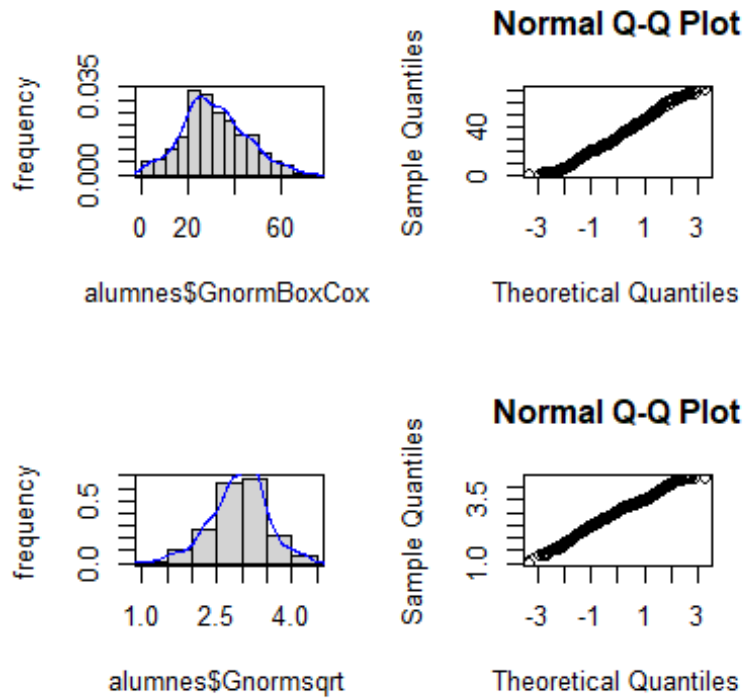 Normal Q-Q Plot
frequency
0.000 0.035
0 20 60
alumnes$GnormBoxCox
Sample Quantiles
0 40
-3 -1 1 3
Theoretical Quantiles
Normal Q-Q Plot
frequency
0.0 0.5
1.0 2.5 4.0
alumnes$Gnormsqrt
Sample Quantiles
1.0 3.5
-3 -1 1 3
Theoretical Quantiles